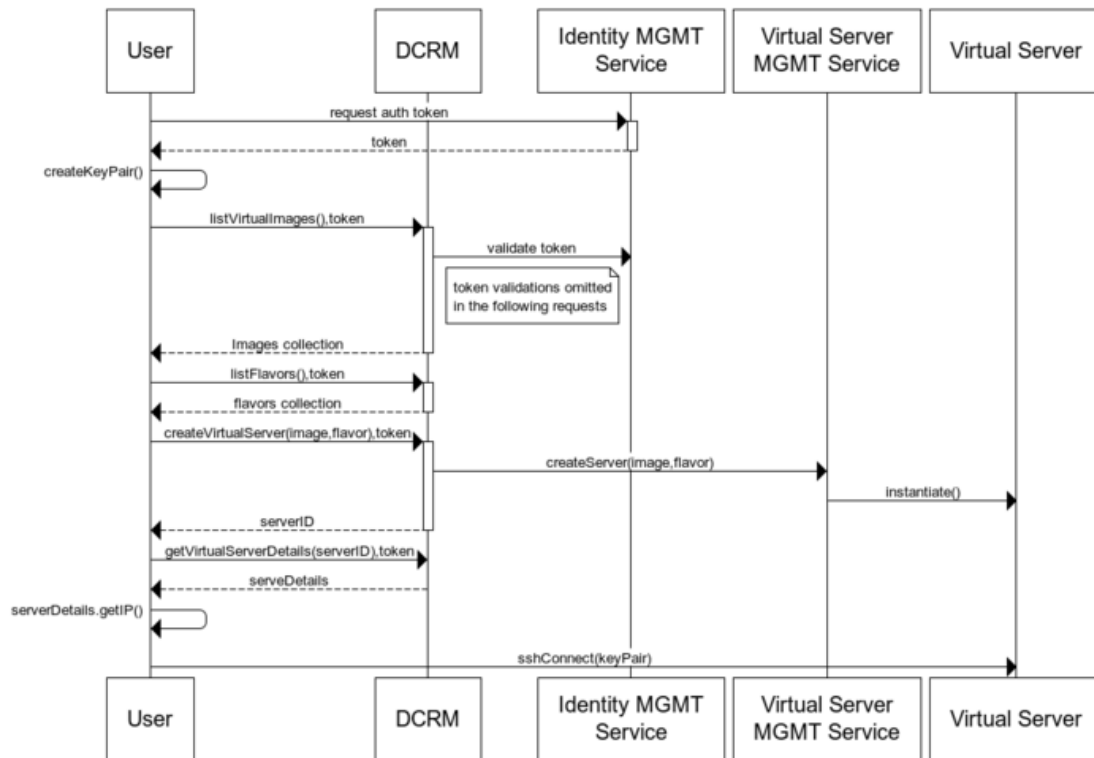 User
DCRM
Identity MGMT
Service
Virtual Server
MGMT Service
Virtual Server
request auth token
token
createKeyPair()
listVirtualImages(),token
validate token
token validations omitted
in the following requests
Images collection
listFlavors(),token
flavors collection
createVirtualServer(image,flavor),token
createServer(image,flavor)
instantiate()
serverID
getVirtualServerDetails(serverID),token
serveDetails
serverDetails.getIP()
sshConnect(keyPair)
User
DCRM
Identity MGMT
Service
Virtual Server
MGMT Service
Virtual Server